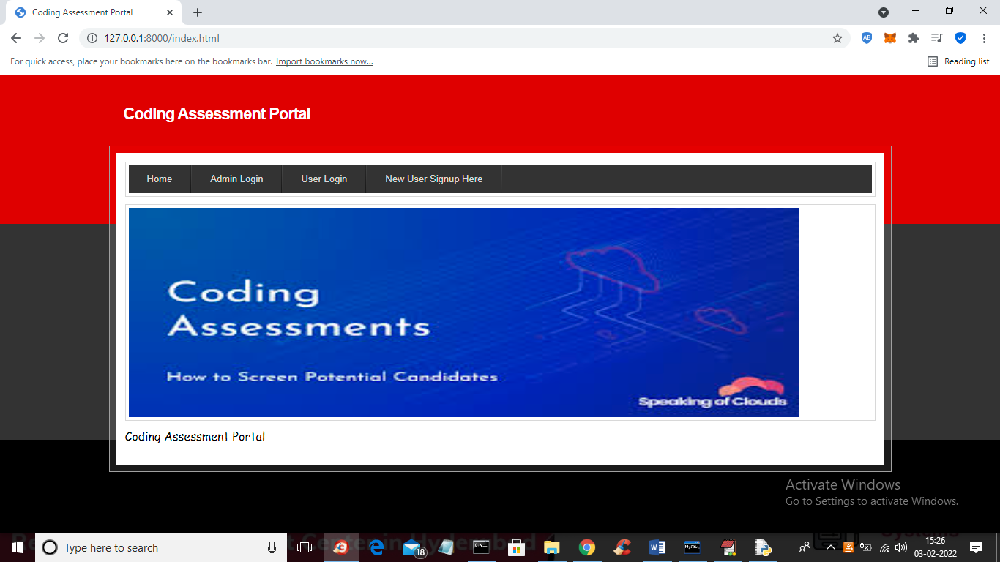 Coding Assessment Portal
127.0.0.1:8000/index.html
For quick access, place your bookmarks here on the bookmarks bar. Import bookmarks now...
Reading list
Coding Assessment Portal
Home Admin Login User Login New User Signup Here
Coding
Assessments
How to Screen Potential Candidates
Speaking of Clouds
Coding Assessment Portal
Activate Windows
Go to Settings to activate Windows.
Type here to search
18
15:26
03-02-2022